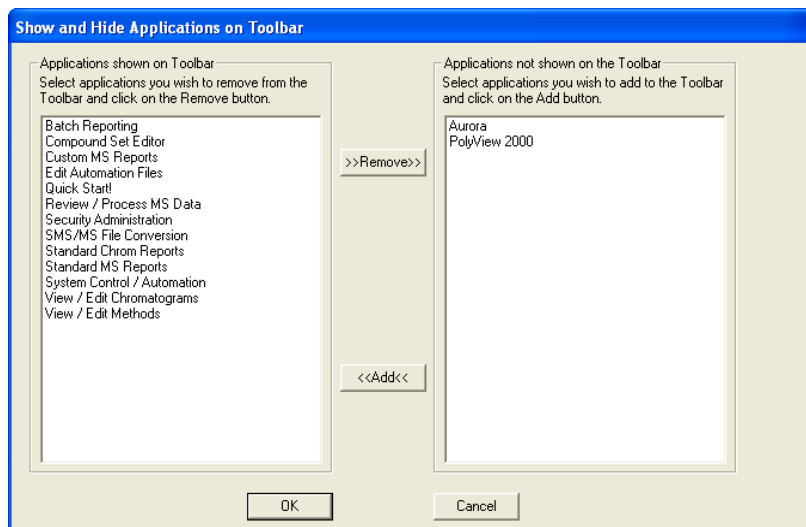 Show and Hide Applications on Toolbar
Applications shown on Toolbar
Select applications you wish to remove from the
Toolbar and click on the Remove button.
Batch Reporting
Compound Set Editor
Custom MS Reports
Edit Automation Files
Quick Start!
Review / Process MS Data
Security Administration
SMS/MS File Conversion
Standard Chrom Reports
Standard MS Reports
System Control / Automation
View / Edit Chromatograms
View / Edit Methods
>>Remove>>
<<Add<<
Applications not shown on the Toolbar
Select applications you wish to add to the Toolbar
and click on the Add button.
Aurora
PolyView 2000
OK
Cancel